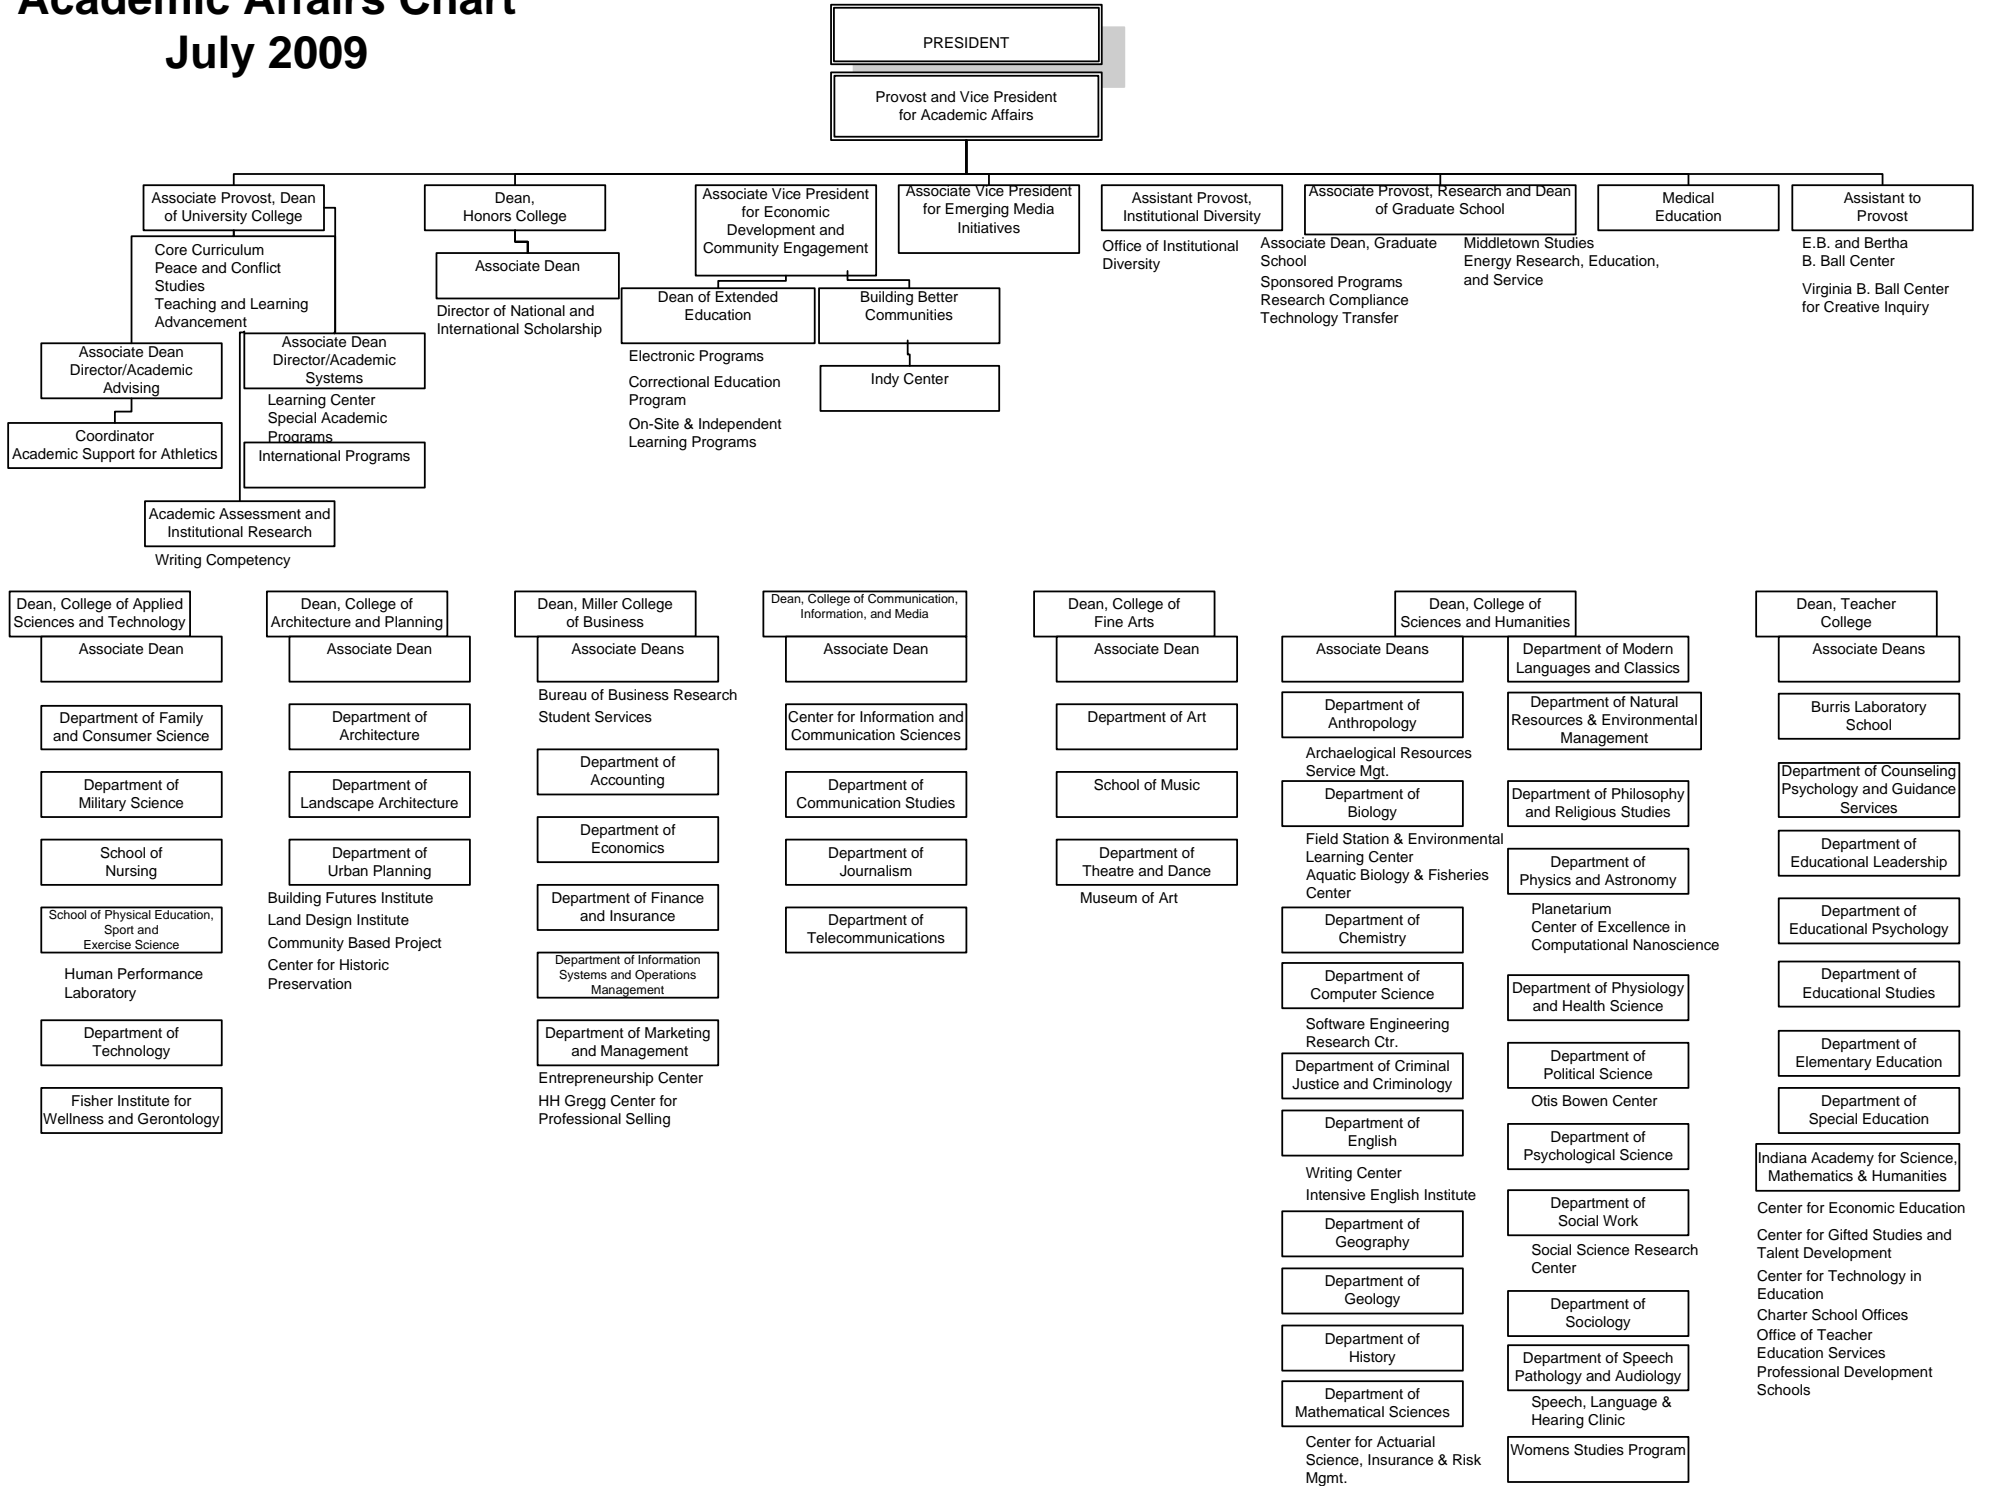 Academic Affairs Chart
July 2009
PRESIDENT
Provost and Vice President
for Academic Affairs
Associate Provost, Dean
of University College
Core Curriculum
Peace and Conflict
Studies
Teaching and Learning
Advancement
Associate Dean
Director/Academic
Advising
Coordinator
Academic Support for Athletics
Associate Dean
Director/Academic
Systems
Learning Center
Special Academic
Programs
International Programs
Academic Assessment and
Institutional Research
Writing Competency
Dean,
Honors College
Associate Dean
Director of National and
International Scholarship
Associate Vice President
for Economic
Development and
Community Engagement
Dean of Extended
Education
Electronic Programs
Correctional Education
Program
On-Site & Independent
Learning Programs
Building Better
Communities
Indy Center
Associate Vice President
for Emerging Media
Initiatives
Assistant Provost,
Institutional Diversity
Office of Institutional
Diversity
Associate Provost, Research and Dean
of Graduate School
Associate Dean, Graduate
School
Sponsored Programs
Research Compliance
Technology Transfer
Middletown Studies
Energy Research, Education,
and Service
Medical
Education
Assistant to
Provost
E.B. and Bertha
B. Ball Center
Virginia B. Ball Center
for Creative Inquiry
Dean, College of Applied
Sciences and Technology
Associate Dean
Department of Family
and Consumer Science
Department of
Military Science
School of
Nursing
School of Physical Education,
Sport and
Exercise Science
Human Performance
Laboratory
Department of
Technology
Fisher Institute for
Wellness and Gerontology
Dean, College of
Architecture and Planning
Associate Dean
Department of
Architecture
Department of
Landscape Architecture
Department of
Urban Planning
Building Futures Institute
Land Design Institute
Community Based Project
Center for Historic
Preservation
Dean, Miller College
of Business
Associate Deans
Bureau of Business Research
Student Services
Department of
Accounting
Department of
Economics
Department of Finance
and Insurance
Department of Information
Systems and Operations
Management
Department of Marketing
and Management
Entrepreneurship Center
HH Gregg Center for
Professional Selling
Dean, College of Communication,
Information, and Media
Associate Dean
Center for Information and
Communication Sciences
Department of
Communication Studies
Department of
Journalism
Department of
Telecommunications
Dean, College of
Fine Arts
Associate Dean
Department of Art
School of Music
Department of
Theatre and Dance
Museum of Art
Dean, College of
Sciences and Humanities
Associate Deans
Department of
Anthropology
Archaelogical Resources
Service Mgt.
Department of
Biology
Field Station & Environmental
Learning Center
Aquatic Biology & Fisheries
Center
Department of
Chemistry
Department of
Computer Science
Software Engineering
Research Ctr.
Department of Criminal
Justice and Criminology
Department of
English
Writing Center
Intensive English Institute
Department of
Geography
Department of
Geology
Department of
History
Department of
Mathematical Sciences
Center for Actuarial
Science, Insurance & Risk
Mgmt.
Department of Modern
Languages and Classics
Department of Natural
Resources & Environmental
Management
Department of Philosophy
and Religious Studies
Department of
Physics and Astronomy
Planetarium
Center of Excellence in
Computational Nanoscience
Department of Physiology
and Health Science
Department of
Political Science
Otis Bowen Center
Department of
Psychological Science
Department of
Social Work
Social Science Research
Center
Department of
Sociology
Department of Speech
Pathology and Audiology
Speech, Language &
Hearing Clinic
Womens Studies Program
Dean, Teacher
College
Associate Deans
Burris Laboratory
School
Department of Counseling
Psychology and Guidance
Services
Department of
Educational Leadership
Department of
Educational Psychology
Department of
Educational Studies
Department of
Elementary Education
Department of
Special Education
Indiana Academy for Science,
Mathematics & Humanities
Center for Economic Education
Center for Gifted Studies and
Talent Development
Center for Technology in
Education
Charter School Offices
Office of Teacher
Education Services
Professional Development
Schools